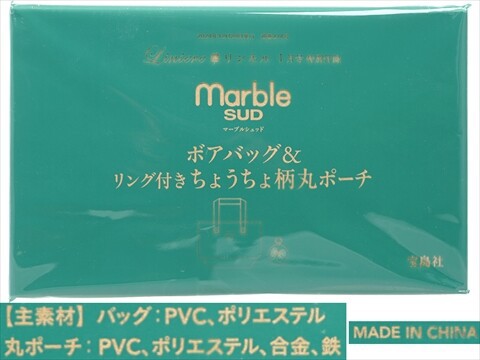 marble
SUD
マーブルシュッド
ボアバッグ&
リング付きちょうちょ柄丸ポーチ
宝島社
【主素材】バッグ：PVC、ポリエステル
丸ポーチ：PVC、ポリエステル、合金、鉄
MADE IN CHINA